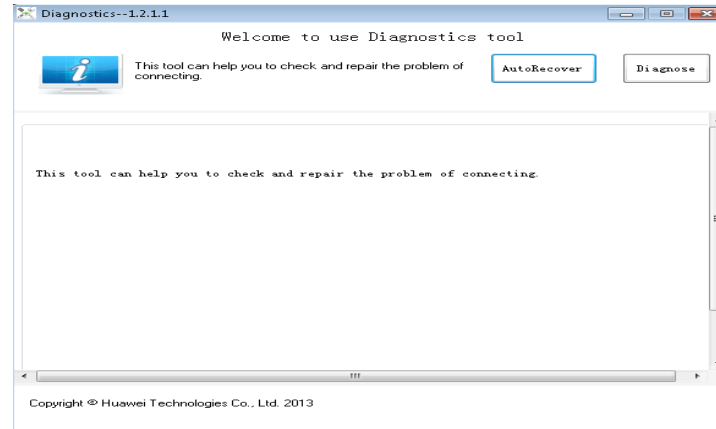 Diagnostics--1.2.1.1
Welcome to use Diagnostics tool
This tool can help you to check and repair the problem of
connecting.
AutoRecover
Diagnose
This tool can help you to check and repair the problem of connecting.
Copyright © Huawei Technologies Co., Ltd. 2013